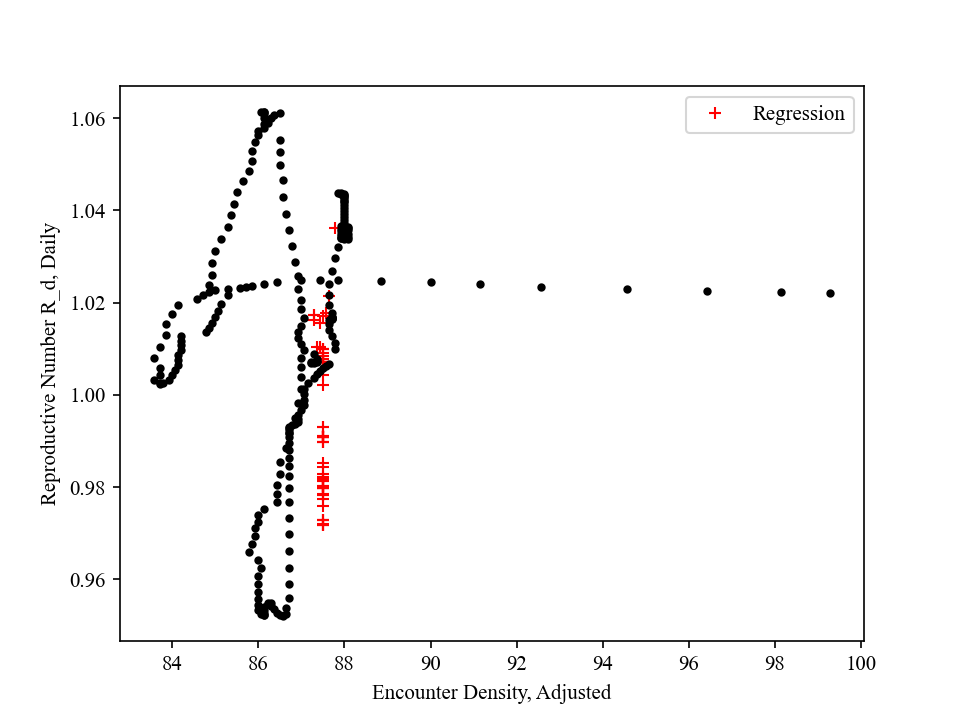 Regression
1.06
1.04
1.02
1.00
0.98
0.96
Reproductive Number R_d, Daily
84 86 88 90 92 94 96 98 100
Encounter Density, Adjusted